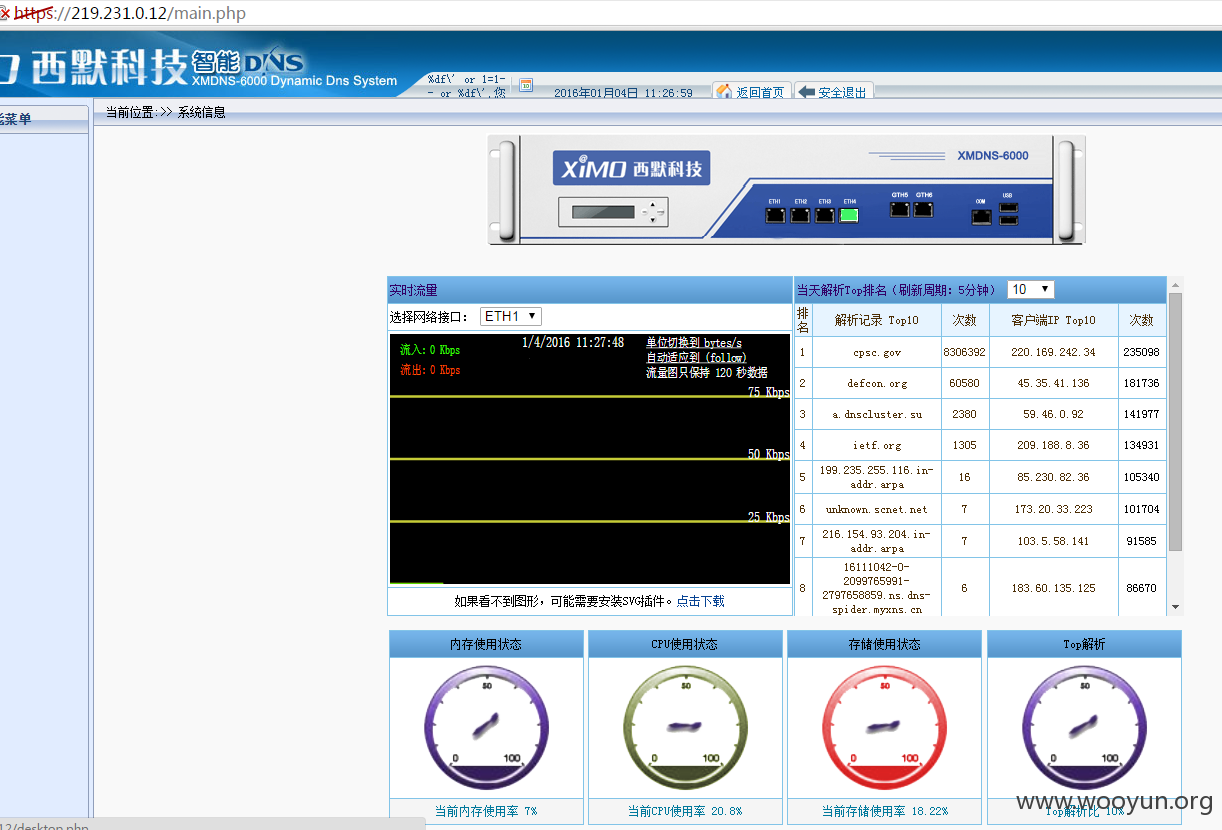 https://219.231.0.12/main.php
西默科技 智能DNS
XMDNS-6000 Dynamic Dns System
%df\' or 1=1-
- or %df\',您
2016年01月04日 11:26:59
返回首页
安全退出
菜单
当前位置:>> 系统信息
XiMO 西默科技
XMDNS-6000
ETH1 ETH2 ETH3 ETH4
GTH5 GTH6
COM
USB
实时流量
选择网络接口: ETH1
流入: 0 Kbps
流出: 0 Kbps
1/4/2016 11:27:48
单位切换到 bytes/s
自动适应到 (follow)
流量图只保持 120 秒数据
75 Kbps
50 Kbps
25 Kbps
如果看不到图形，可能需要安装SVG插件。点击下载
当天解析Top排名（刷新周期: 5分钟） 10
排名 解析记录 Top10 次数 客户端IP Top10 次数
1 cpsc.gov 8306392 220.169.242.34 235098
2 defcon.org 60580 45.35.41.136 181736
3 a.dnscluster.su 2380 59.46.0.92 141977
4 ietf.org 1305 209.188.8.36 134931
5 199.235.255.116.in-addr.arpa 16 85.230.82.36 105340
6 unknown.scnet.net 7 173.20.33.223 101704
7 216.154.93.204.in-addr.arpa 7 103.5.58.141 91585
8 16111042-0-2099765991-2797658859.ns.dns-spider.myxns.cn 6 183.60.135.125 86670
内存使用状态
50
0 100
当前内存使用率 7%
CPU使用状态
50
0 100
当前CPU使用率 20.8%
存储使用状态
50
0 100
当前存储使用率 18.22%
Top解析
50
0 100
Top解析比 10%
www.wooyun.org
12/desktop.php